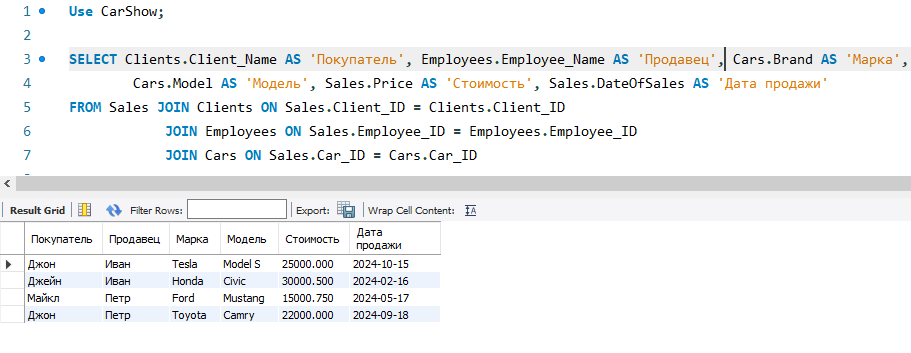 1 Use CarShow;
2
3 SELECT Clients.Client_Name AS 'Покупатель', Employees.Employee_Name AS 'Продавец', Cars.Brand AS 'Марка',
4 Cars.Model AS 'Модель', Sales.Price AS 'Стоимость', Sales.DateOfSales AS 'Дата продажи'
5 FROM Sales JOIN Clients ON Sales.Client_ID = Clients.Client_ID
6 JOIN Employees ON Sales.Employee_ID = Employees.Employee_ID
7 JOIN Cars ON Sales.Car_ID = Cars.Car_ID
Result Grid Filter Rows: Export: Wrap Cell Content:
Покупатель Продавец Марка Модель Стоимость Дата
продажи
Джон Иван Tesla Model S 25000.000 2024-10-15
Джейн Иван Honda Civic 30000.500 2024-02-16
Майкл Петр Ford Mustang 15000.750 2024-05-17
Джон Петр Toyota Camry 22000.000 2024-09-18